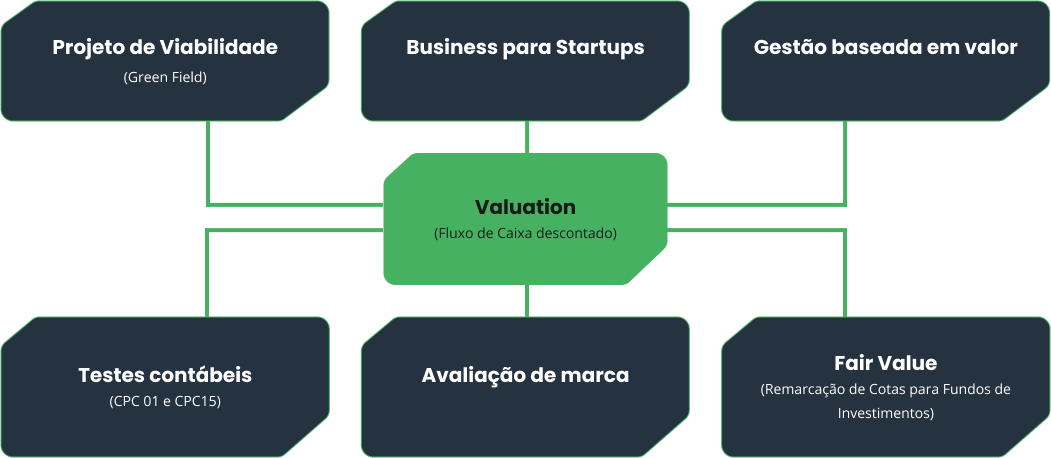 Projeto de Viabilidade
(Green Field)
Business para Startups
Gestão baseada em valor
Valuation
(Fluxo de Caixa descontado)
Testes contábeis
(CPC 01 e CPC15)
Avaliação de marca
Fair Value
(Remarcação de Cotas para Fundos de
Investimentos)